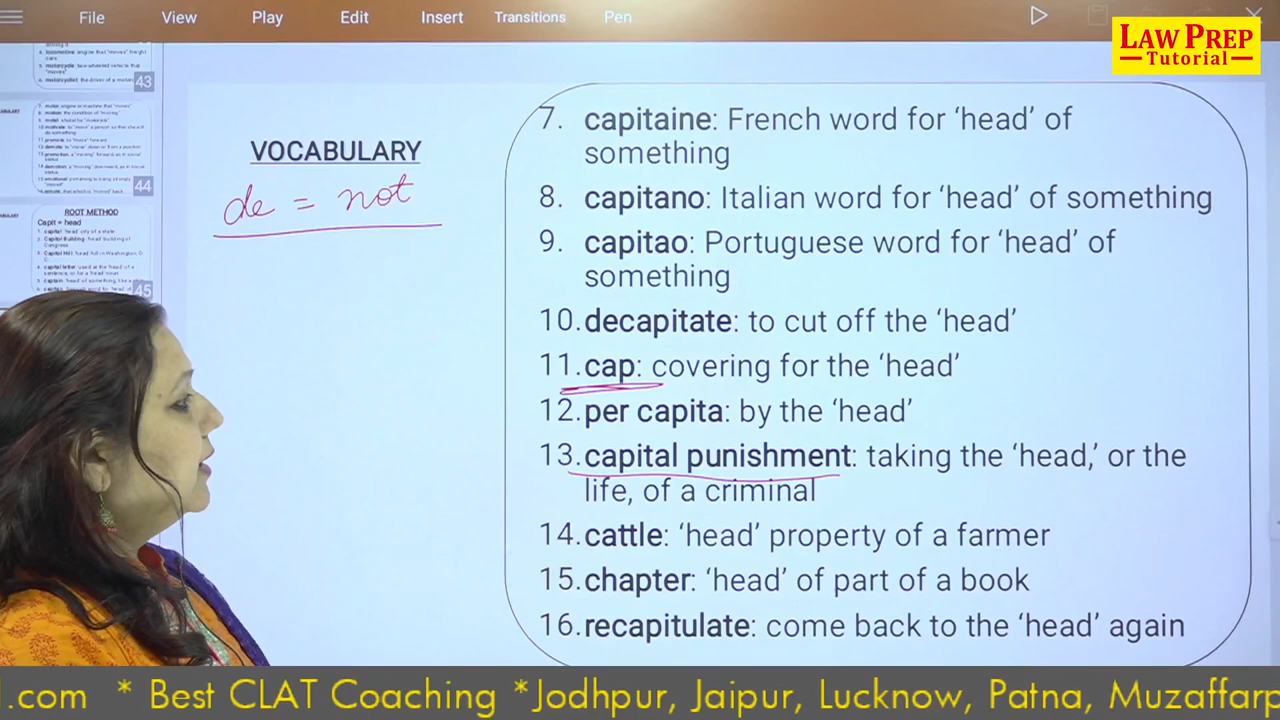 File View Play Edit Insert Transitions Pen
LAW PREP
Tutorial
43
44
ROOT METHOD
Capit = head
45
VOCABULARY
de = not
7. capitaine: French word for ‘head’ of
something
8. capitano: Italian word for ‘head’ of something
9. capitao: Portuguese word for ‘head’ of
something
10. decapitate: to cut off the ‘head’
11. cap: covering for the ‘head’
12. per capita: by the ‘head’
13. capital punishment: taking the ‘head,’ or the
life, of a criminal
14. cattle: ‘head’ property of a farmer
15. chapter: ‘head’ of part of a book
16. recapitulate: come back to the ‘head’ again
.com * Best CLAT Coaching *Jodhpur, Jaipur, Lucknow, Patna, Muzaffarp